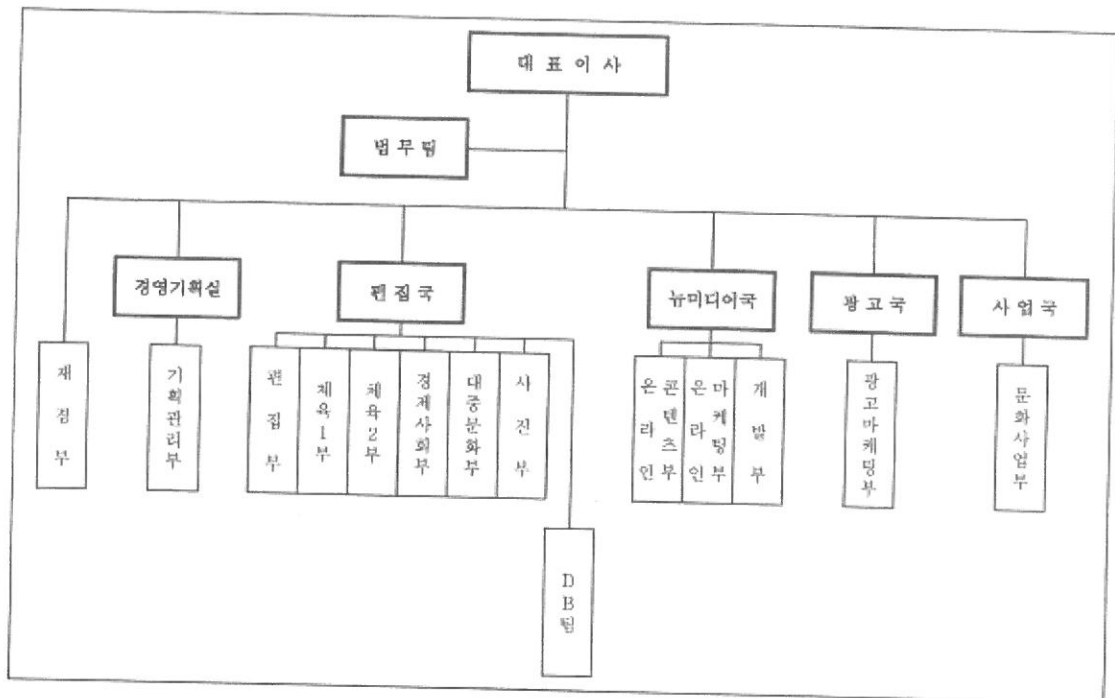 대표이사
법무팀
경영기획실
편집국
뉴미디어국
광고국
사업국
재정부
기획관리부
편집부
체육1부
체육2부
경제사회부
대중문화부
사진부
온라인콘텐츠부
온라인마케팅부
개발부
광고마케팅부
문화사업부
DB팀